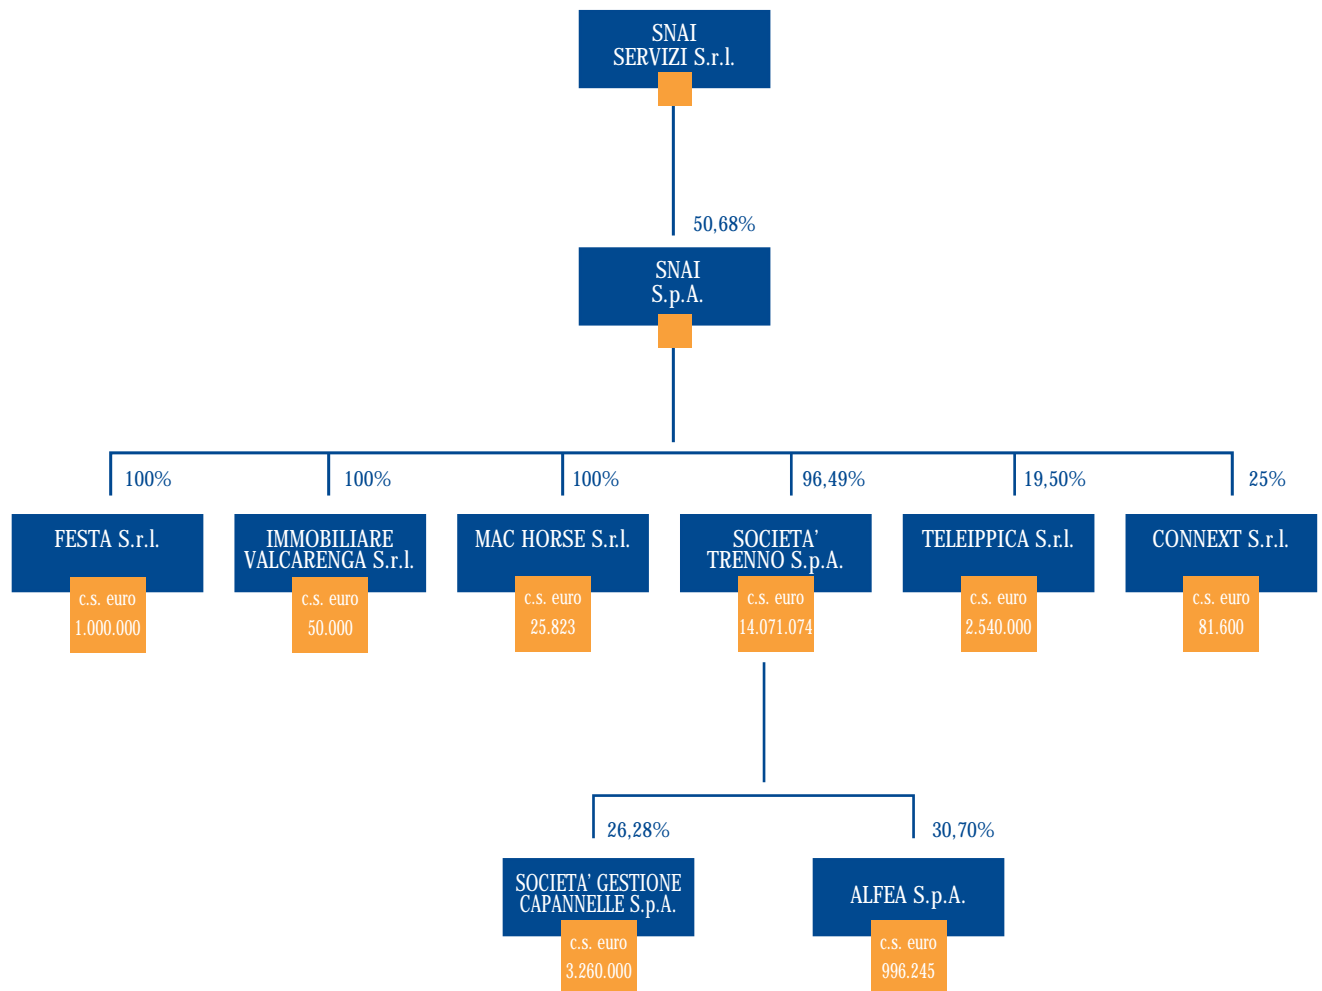 SNAI
SERVIZI S.r.l.
50,68%
SNAI
S.p.A.
100%
100%
100%
96,49%
19,50%
25%
FESTA S.r.l.
c.s. euro
1.000.000
IMMOBILIARE
VALCARENGA S.r.l.
c.s. euro
50.000
MAC HORSE S.r.l.
c.s. euro
25.823
SOCIETA'
TRENNO S.p.A.
c.s. euro
14.071.074
TELEIPPICA S.r.l.
c.s. euro
2.540.000
CONNEXT S.r.l.
c.s. euro
81.600
26,28%
30,70%
SOCIETA' GESTIONE
CAPANNELLE S.p.A.
c.s. euro
3.260.000
ALFEA S.p.A.
c.s. euro
996.245